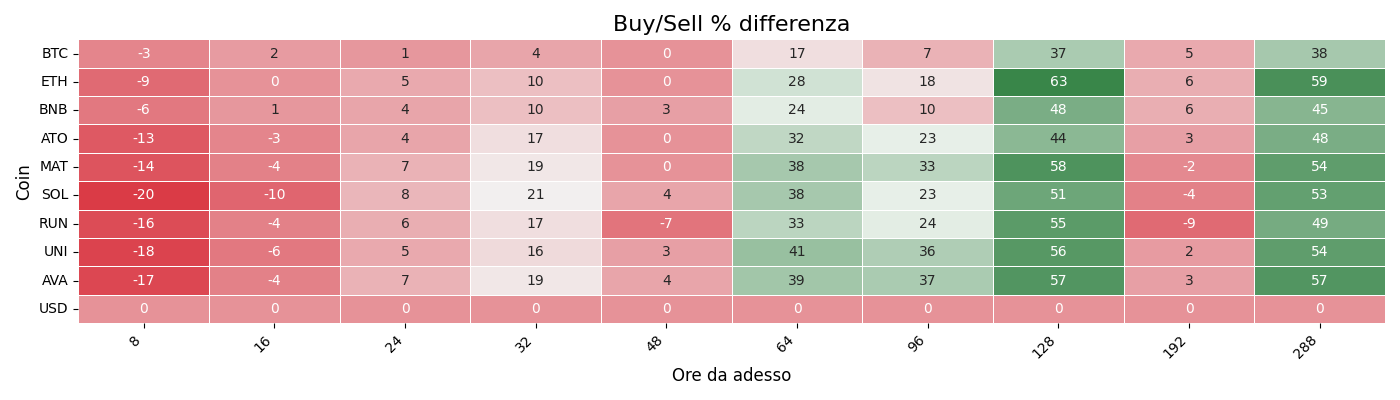 Buy/Sell % differenza
Coin
BTC -3 2 1 4 0 17 7 37 5 38
ETH -9 0 5 10 0 28 18 63 6 59
BNB -6 1 4 10 3 24 10 48 6 45
ATO -13 -3 4 17 0 32 23 44 3 48
MAT -14 -4 7 19 0 38 33 58 -2 54
SOL -20 -10 8 21 4 38 23 51 -4 53
RUN -16 -4 6 17 -7 33 24 55 -9 49
UNI -18 -6 5 16 3 41 36 56 2 54
AVA -17 -4 7 19 4 39 37 57 3 57
USD 0 0 0 0 0 0 0 0 0 0
8 16 24 32 48 64 96 128 192 288
Ore da adesso